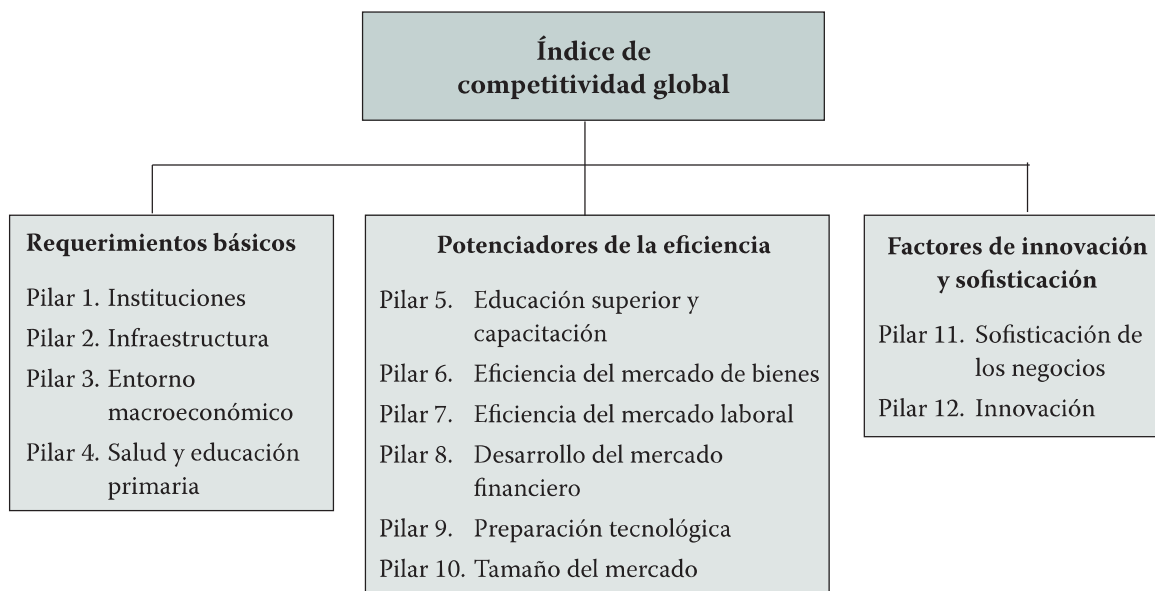 Índice de
competitividad global
Requerimientos básicos
Pilar 1. Instituciones
Pilar 2. Infraestructura
Pilar 3. Entorno
macroeconómico
Pilar 4. Salud y educación
primaria
Potenciadores de la eficiencia
Pilar 5. Educación superior y
capacitación
Pilar 6. Eficiencia del mercado de bienes
Pilar 7. Eficiencia del mercado laboral
Pilar 8. Desarrollo del mercado
financiero
Pilar 9. Preparación tecnológica
Pilar 10. Tamaño del mercado
Factores de innovación
y sofisticación
Pilar 11. Sofisticación de
los negocios
Pilar 12. Innovación